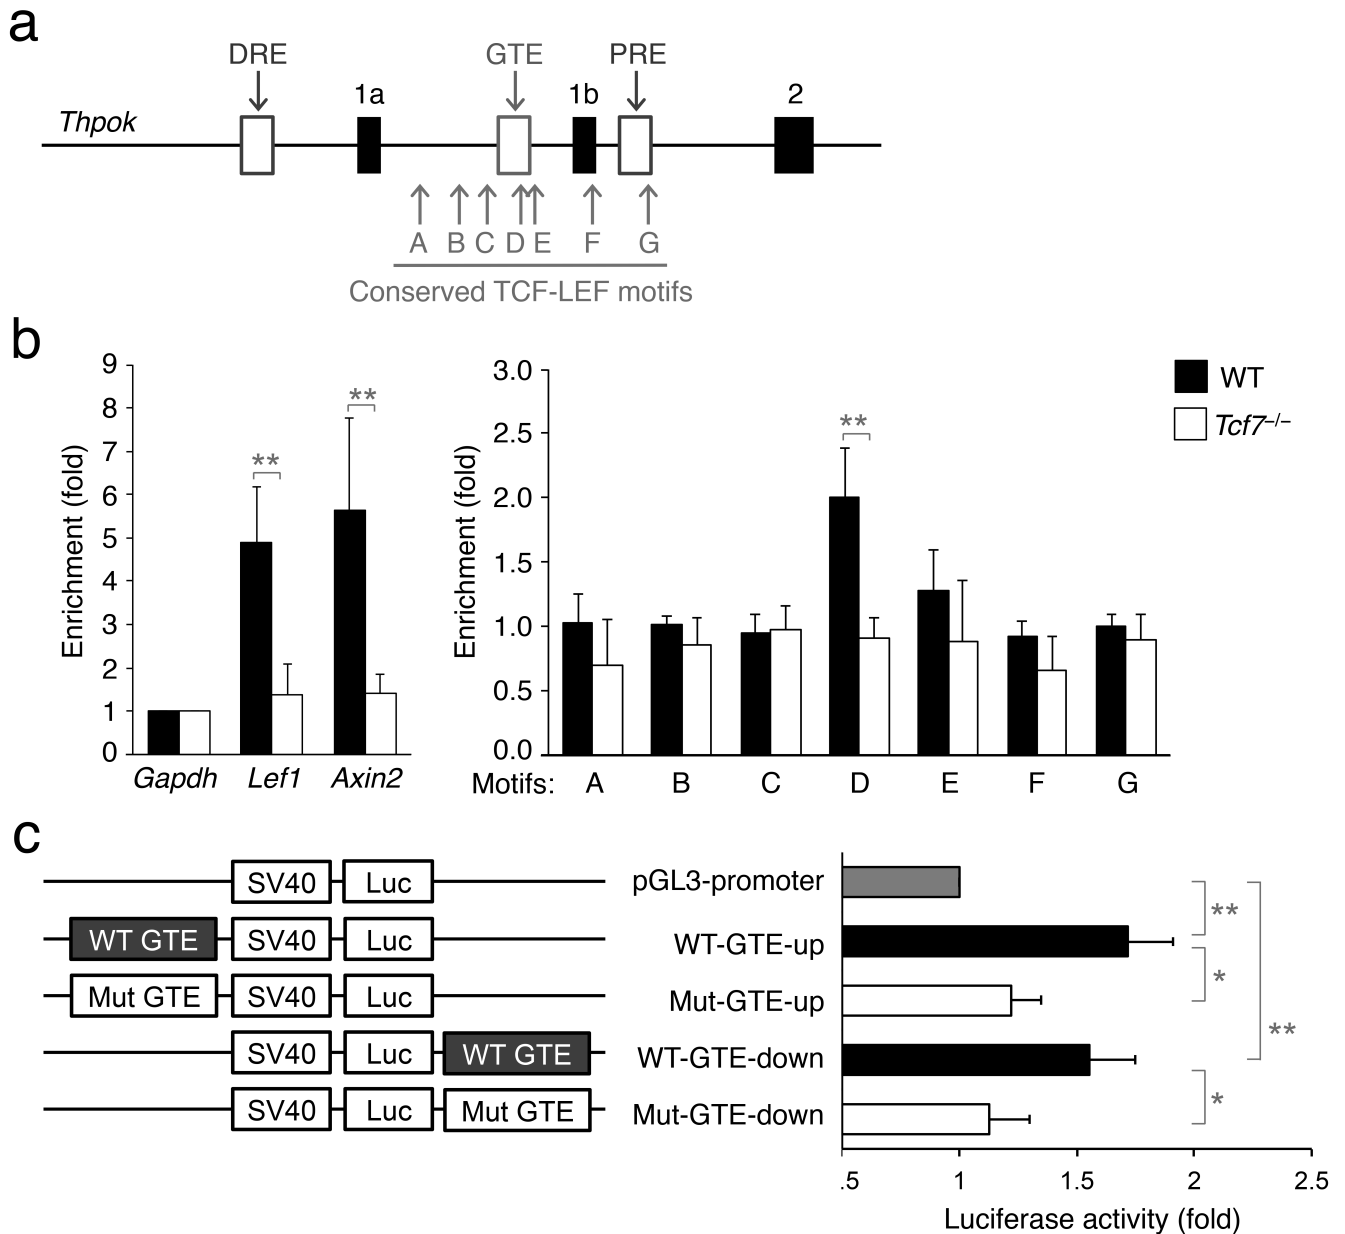 a
DRE GTE PRE
1a 1b 2
Thpok
A B C D E F G
Conserved TCF-LEF motifs
b
9
8
7
6
5
4
3
2
1
0
Enrichment (fold)
** **
Gapdh Lef1 Axin2
3.0
2.5
2.0
1.5
1.0
0.5
0.0
Enrichment (fold)
**
Motifs: A B C D E F G
WT
Tcf7–/–
c
SV40 Luc pGL3-promoter
WT GTE SV40 Luc WT-GTE-up
Mut GTE SV40 Luc Mut-GTE-up
SV40 Luc WT GTE WT-GTE-down
SV40 Luc Mut GTE Mut-GTE-down
**
*
**
*
.5 1 1.5 2 2.5
Luciferase activity (fold)